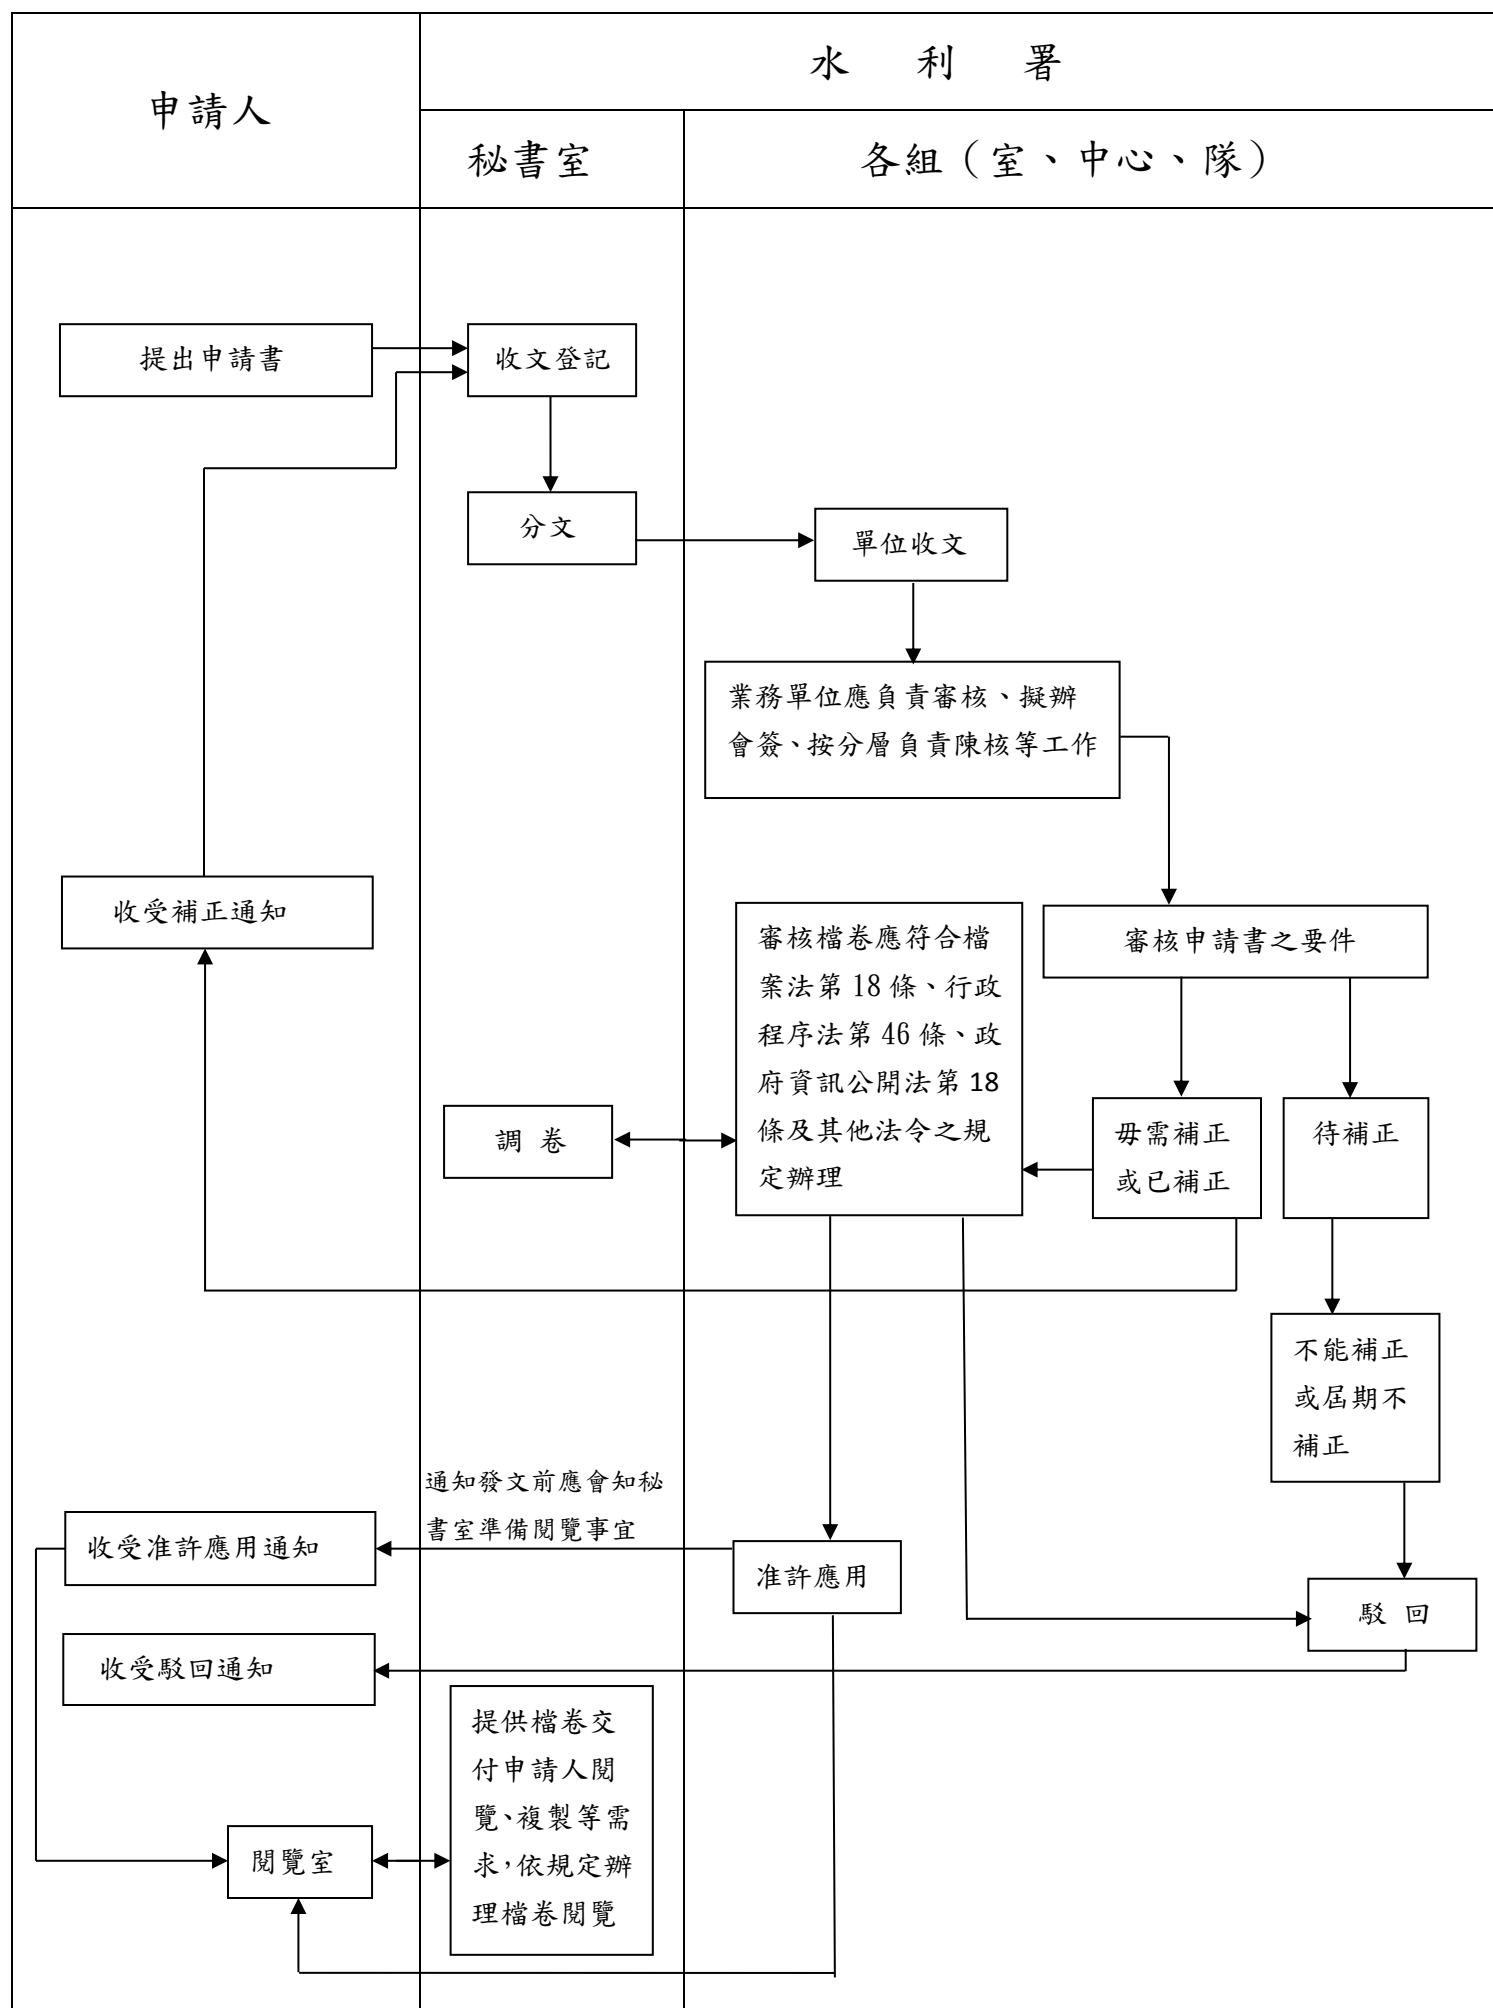 申請人
水 利 署
秘書室
各組（室、中心、隊）
提出申請書
收文登記
分文
單位收文
業務單位應負責審核、擬辦
會簽、按分層負責陳核等工作
收受補正通知
審核檔卷應符合檔
案法第 18 條、行政
程序法第 46 條、政
府資訊公開法第 18
條及其他法令之規
定辦理
審核申請書之要件
調 卷
毋需補正
或已補正
待補正
不能補正
或屆期不
補正
通知發文前應會知秘
書室準備閱覽事宜
收受准許應用通知
准許應用
駁 回
收受駁回通知
提供檔卷交
付申請人閱
覽、複製等需
求，依規定辦
理檔卷閱覽
閱覽室